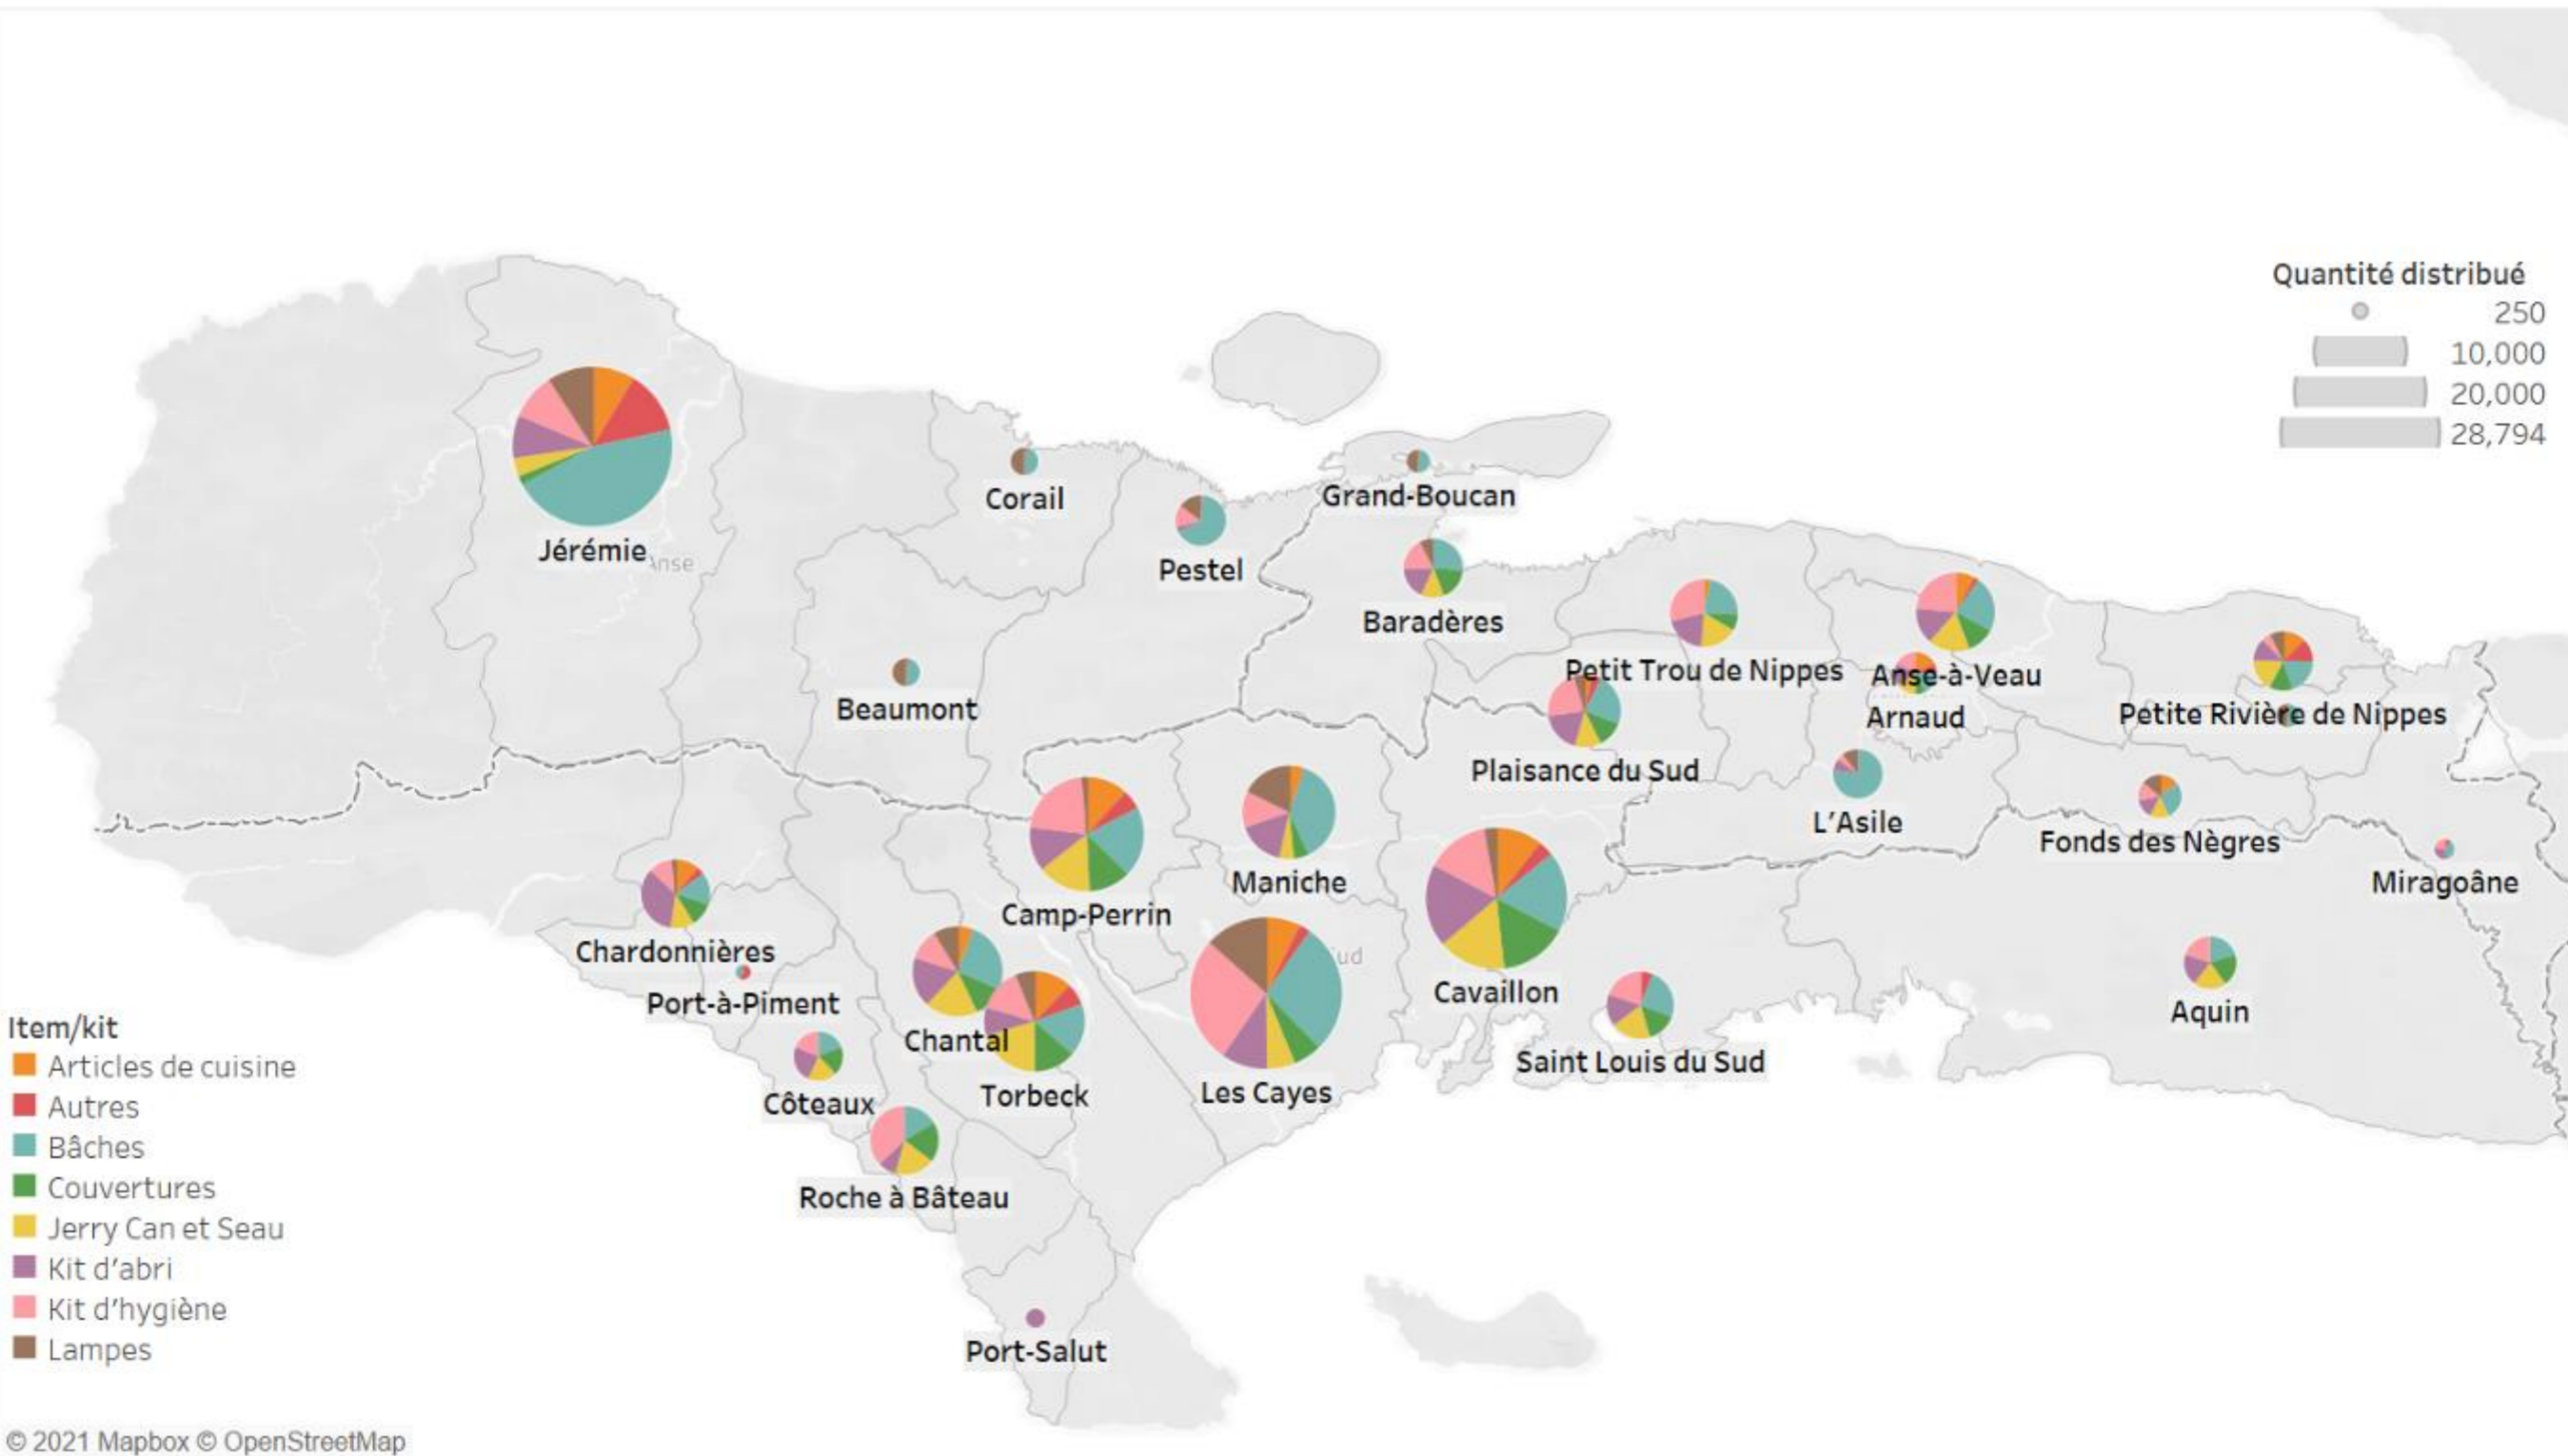 Quantité distribué
250
10,000
20,000
28,794
Jérémie
Anse
Corail
Grand-Boucan
Pestel
Baradères
Petit Trou de Nippes
Anse-à-Veau
Beaumont
Arnaud
Petite Rivière de Nippes
Plaisance du Sud
L'Asile
Fonds des Nègres
Maniche
Miragoâne
Camp-Perrin
Chardonnières
ud
Cavaillon
Port-à-Piment
Aquin
Chantal
Saint Louis du Sud
Torbeck
Les Cayes
Côteaux
Roche à Bâteau
Port-Salut
Item/kit
Articles de cuisine
Autres
Bâches
Couvertures
Jerry Can et Seau
Kit d'abri
Kit d'hygiène
Lampes
© 2021 Mapbox © OpenStreetMap